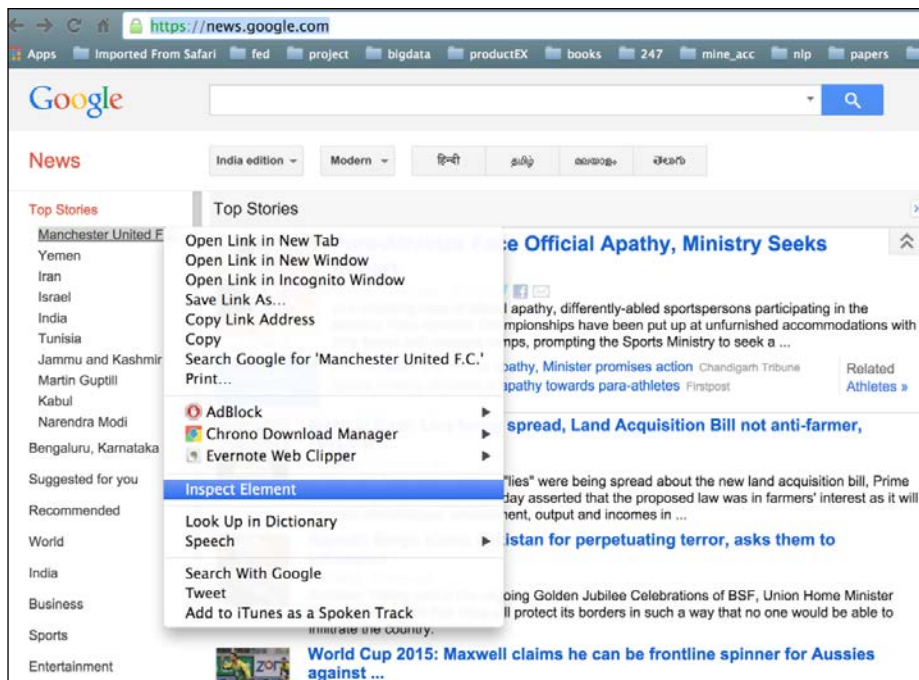 https://news.google.com
Apps Imported From Safari fed project bigdata productEX books 247 mine_acc nlp papers
Google
News India edition Modern हिन्दी தமிழ் മലയാളം తెలుగు
Top Stories
Manchester United F
Yemen
Iran
Israel
India
Tunisia
Jammu and Kashmir
Martin Guptill
Kabul
Narendra Modi
Bengaluru, Karnataka
Suggested for you
Recommended
World
India
Business
Sports
Entertainment
Open Link in New Tab
Open Link in New Window
Open Link in Incognito Window
Save Link As...
Copy Link Address
Copy
Search Google for 'Manchester United F.C.'
Print...
AdBlock
Chrono Download Manager
Evernote Web Clipper
Inspect Element
Look Up in Dictionary
Speech
Search With Google
Tweet
Add to iTunes as a Spoken Track
Top Stories
Official Apathy, Ministry Seeks
apathy, differently-abled sportspersons participating in the
have been put up at unfurnished accommodations with
prompting the Sports Ministry to seek a ...
Minister promises action Chandigarh Tribune
apathy towards para-athletes Firstpost
Related
Athletes »
spread, Land Acquisition Bill not anti-farmer,
"lies" were being spread about the new land acquisition bill, Prime
asserted that the proposed law was in farmers' interest as it will
output and incomes in ...
for perpetuating terror, asks them to
Golden Jubilee Celebrations of BSF, Union Home Minister
protect its borders in such a way that no one would be able to
infiltrate the country.
World Cup 2015: Maxwell claims he can be frontline spinner for Aussies
against ...